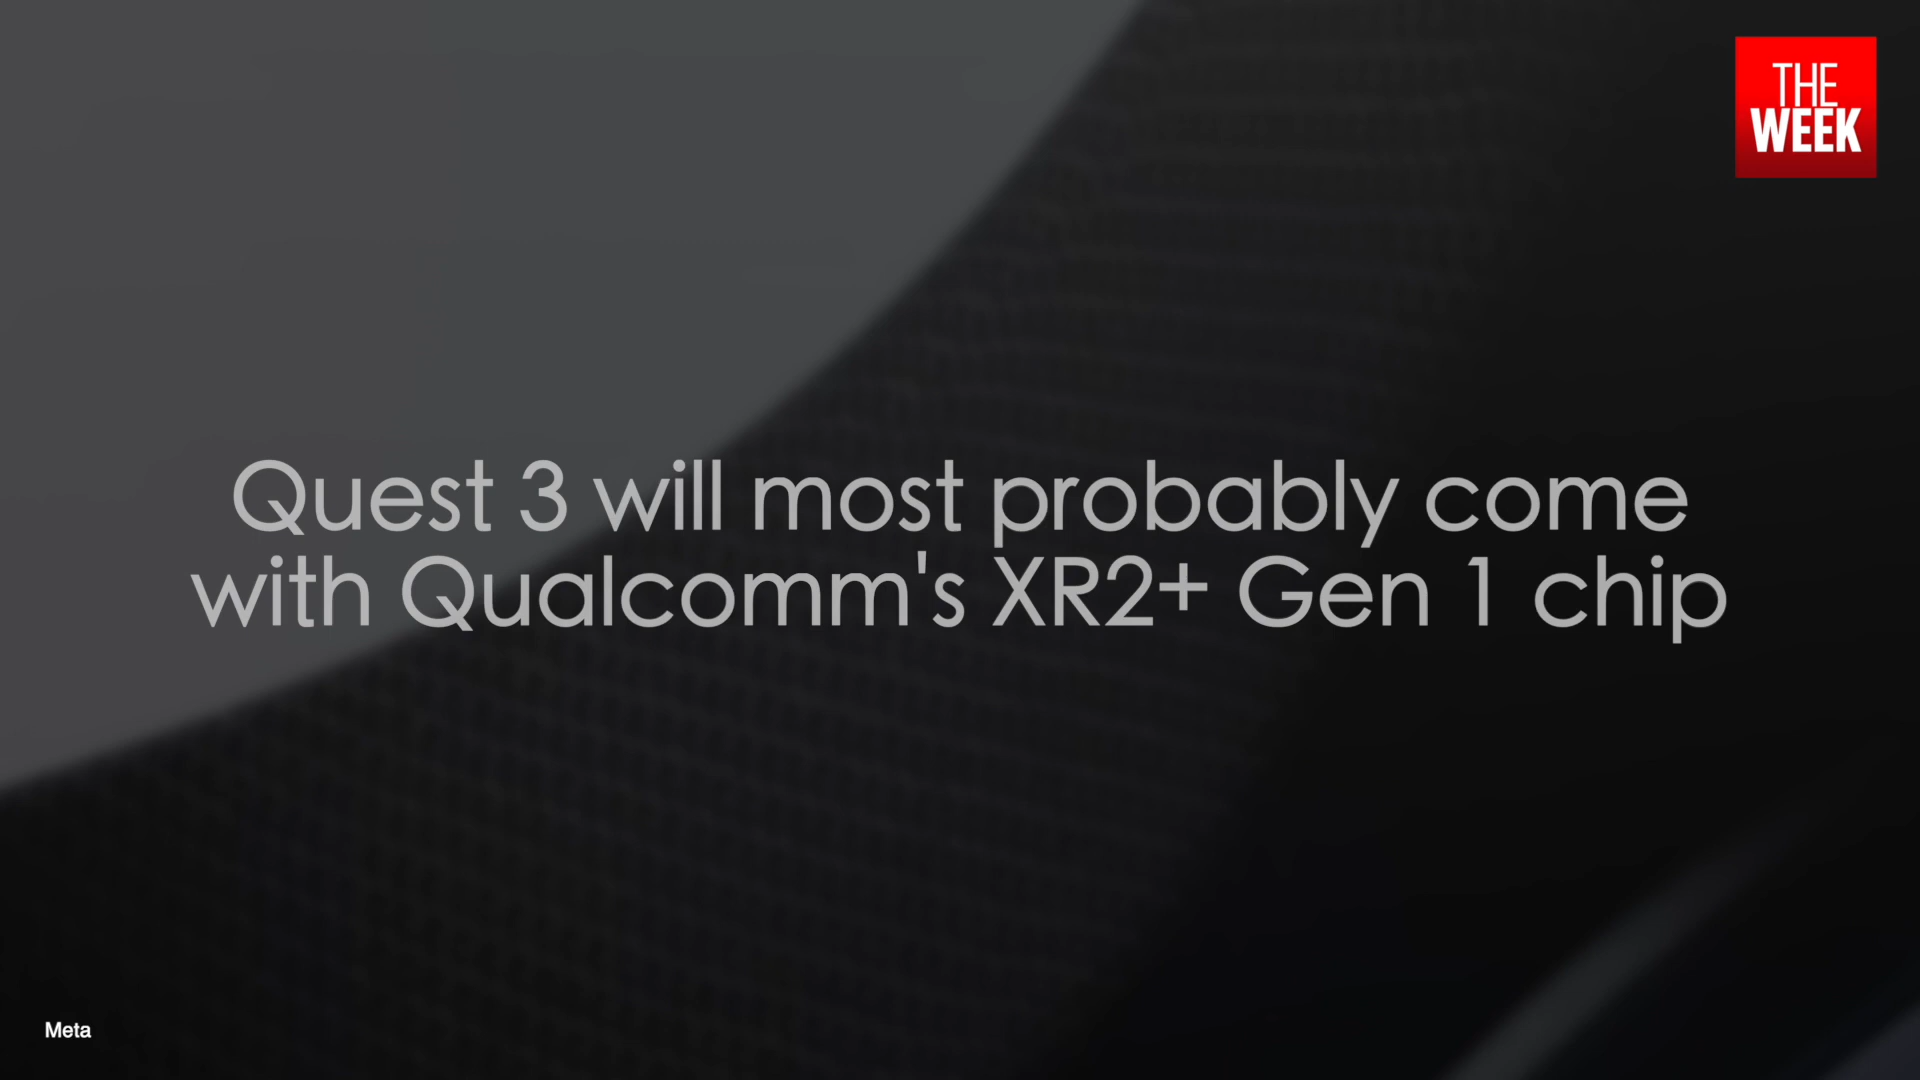 THE
WEEK
Quest 3 will most probably come
with Qualcomm's XR2+ Gen 1 chip
Meta